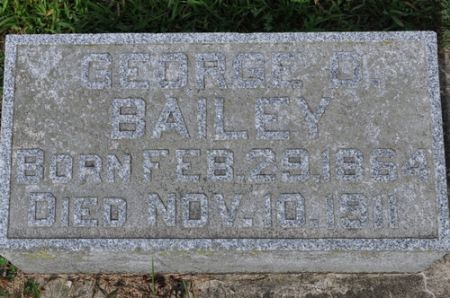 GEORGE O.
BAILEY
BORN FEB. 29. 1864
DIED NOV. 10. 1911